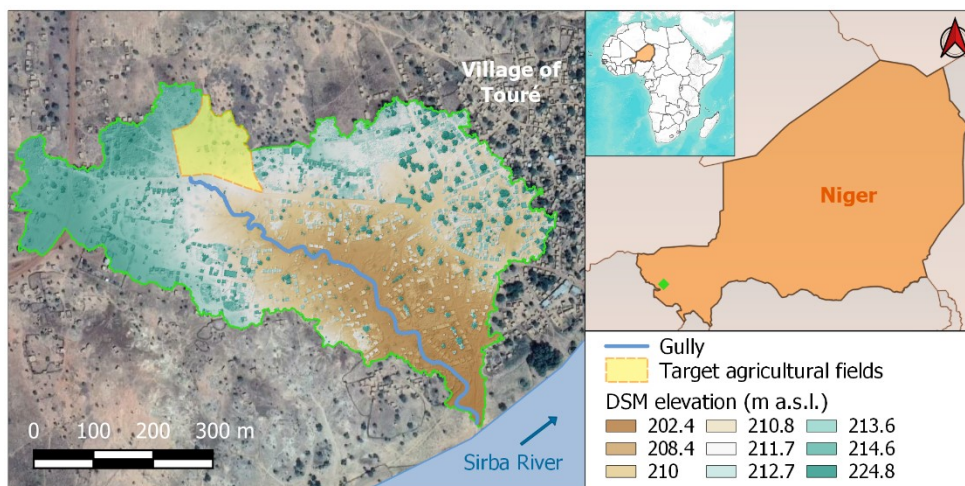 Village of
Touré
0 100 200 300 m
Sirba River
Niger
Gully
Target agricultural fields
DSM elevation (m a.s.l.)
202.4 210.8 213.6
208.4 211.7 214.6
210 212.7 224.8